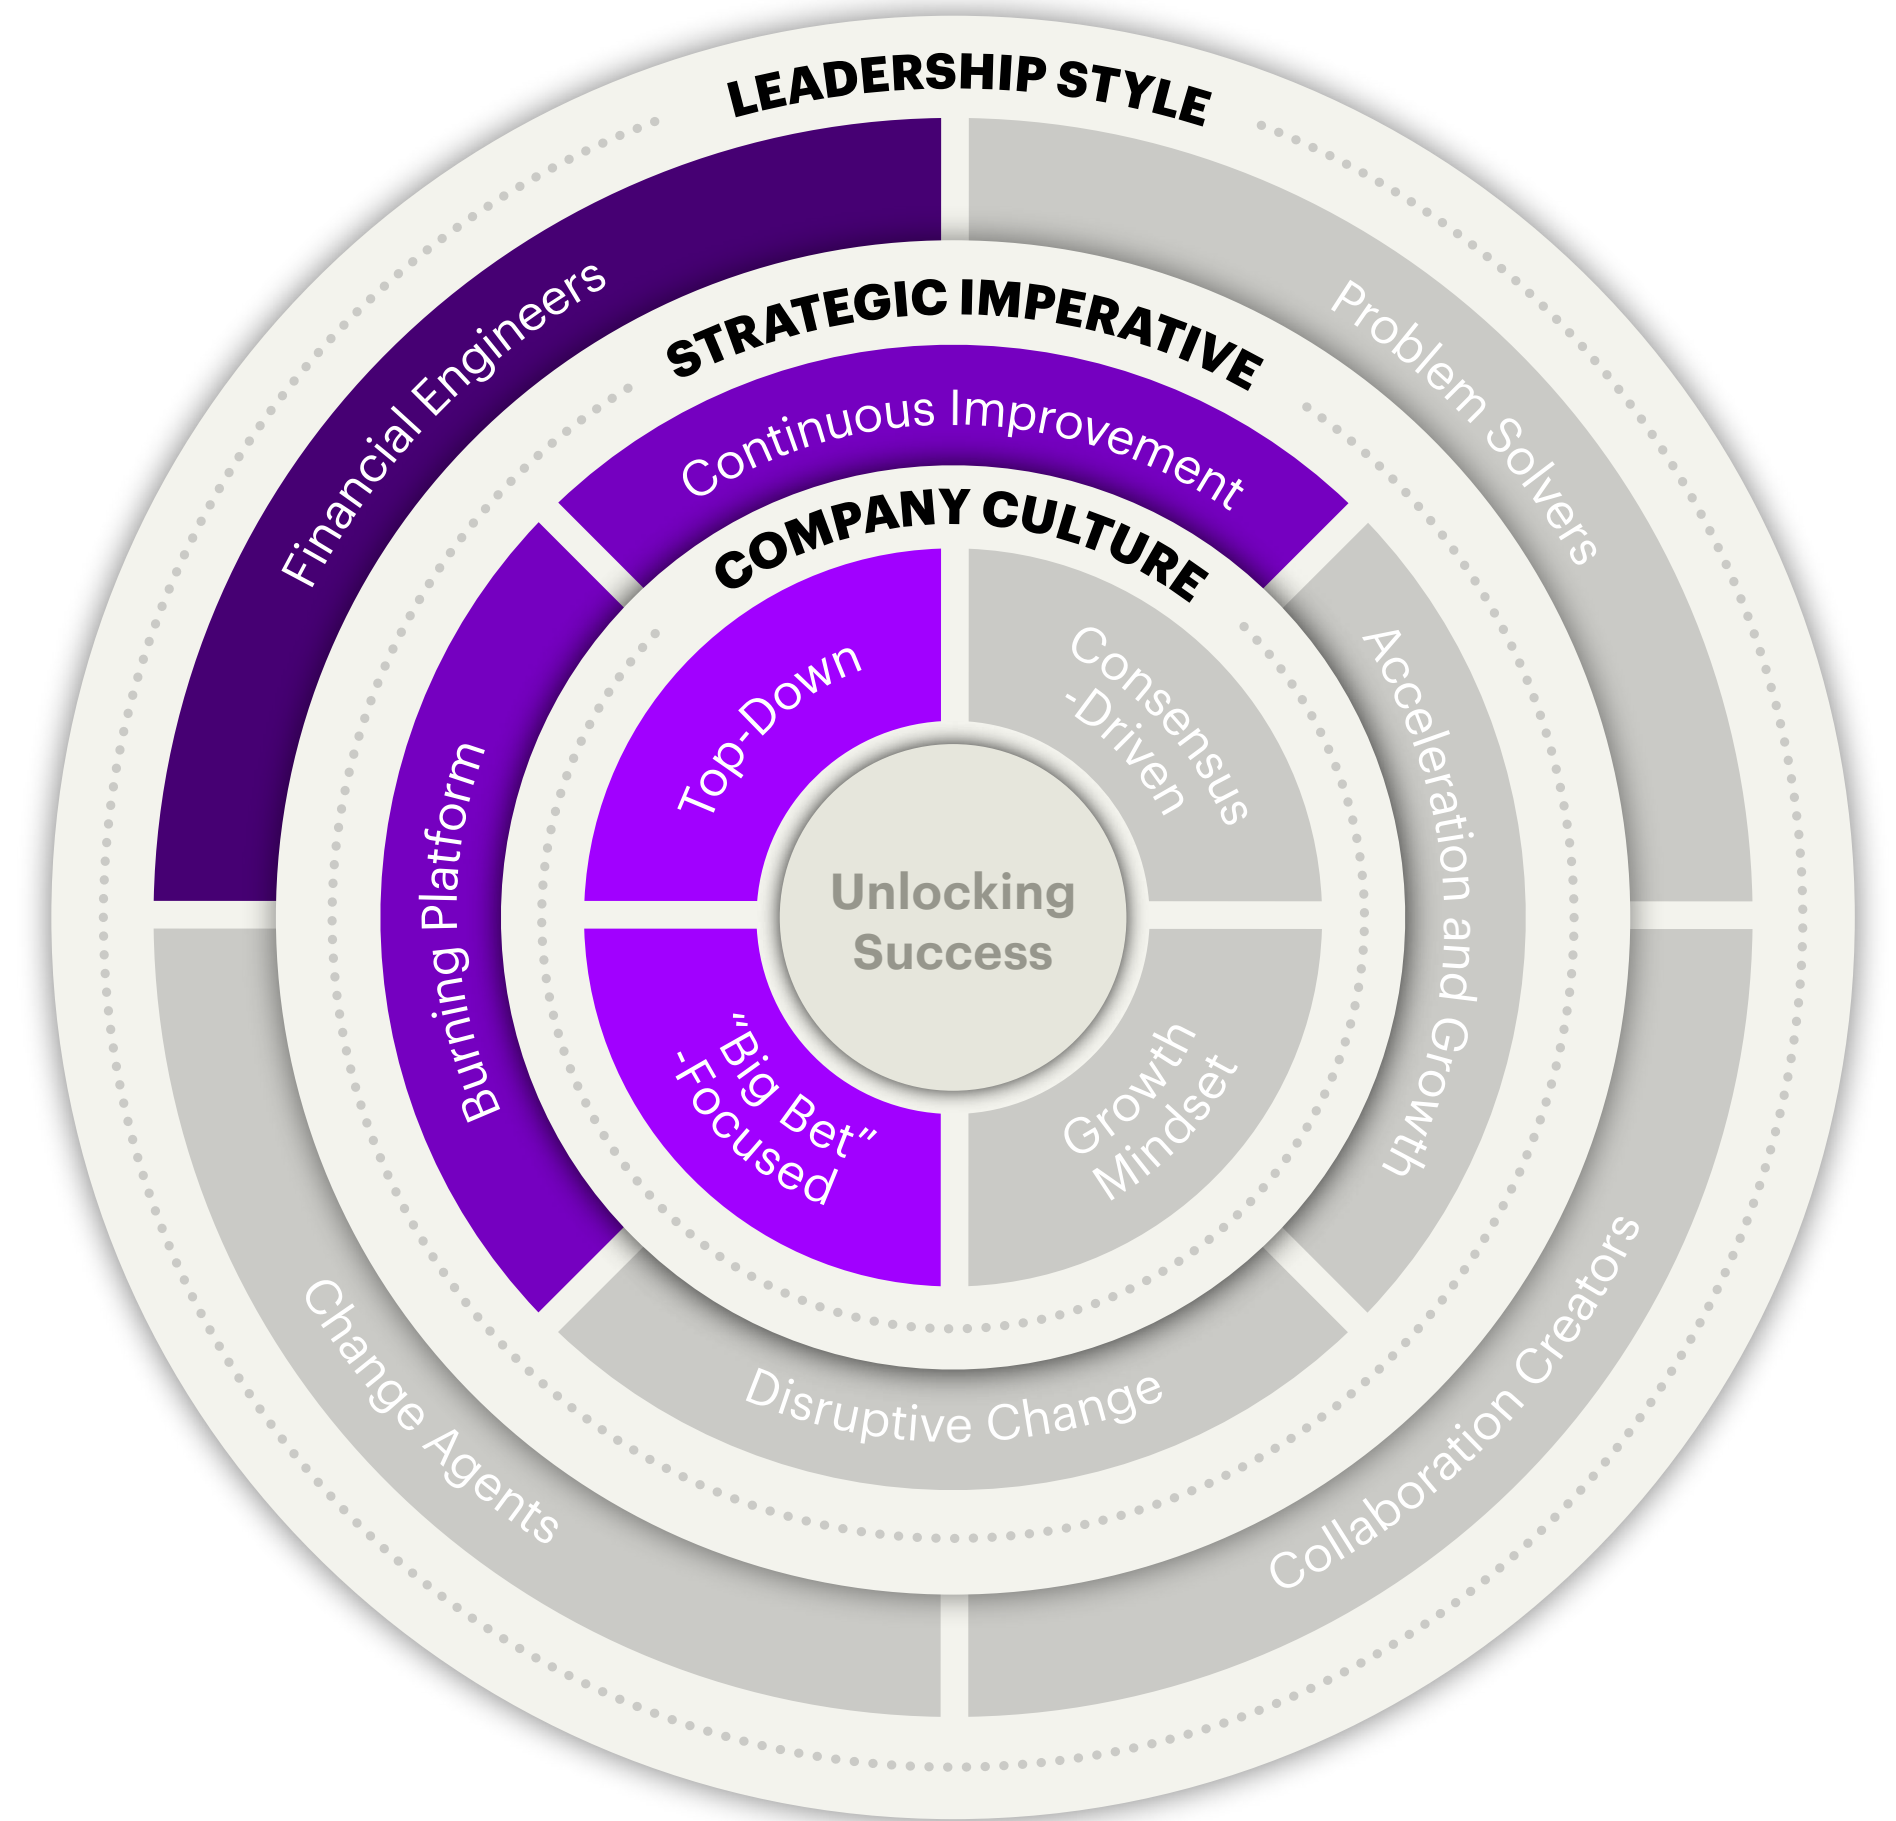 LEADERSHIP STYLE
Financial Engineers
Problem Solvers
Change Agents
Collaboration Creators
STRATEGIC IMPERATIVE
Continuous Improvement
Burning Platform
Acceleration and Growth
Disruptive Change
COMPANY CULTURE
Top-Down
Consensus
-Driven
“Big Bet”
-Focused
Growth
Mindset
Unlocking
Success